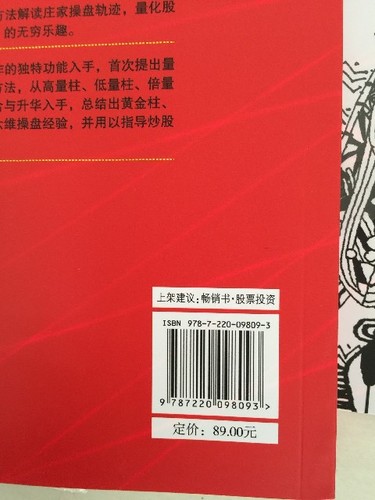 方法解读庄家操盘轨迹，量化股
的无穷乐趣。
作的独特功能入手，首次提出量
方法，从高量柱、低量柱、倍量
合与升华入手，总结出黄金柱、
大维操盘经验，并用以指导炒股
上架建议：畅销书·股票投资
ISBN 978-7-220-09809-3
9 787220 098093 >
定价：89.00元